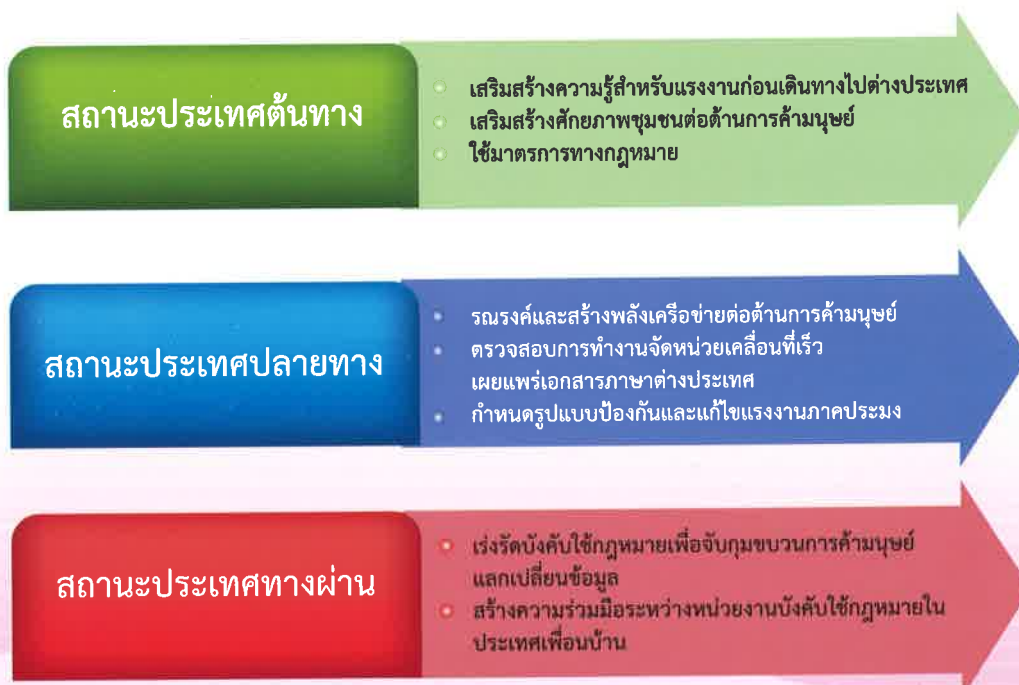 สถานะประเทศต้นทาง
เสริมสร้างความรู้สำหรับแรงงานก่อนเดินทางไปต่างประเทศ
เสริมสร้างศักยภาพชุมชนต่อต้านการค้ามนุษย์
ใช้มาตรการทางกฎหมาย
สถานะประเทศปลายทาง
รณรงค์และสร้างพลังเครือข่ายต่อต้านการค้ามนุษย์
ตรวจสอบการทำงานจัดหน่วยเคลื่อนที่เร็ว
เผยแพร่เอกสารภาษาต่างประเทศ
กำหนดรูปแบบป้องกันและแก้ไขแรงงานภาคประมง
สถานะประเทศทางผ่าน
เร่งรัดบังคับใช้กฎหมายเพื่อจับกุมขบวนการค้ามนุษย์
แลกเปลี่ยนข้อมูล
สร้างความร่วมมือระหว่างหน่วยงานบังคับใช้กฎหมายใน
ประเทศเพื่อนบ้าน